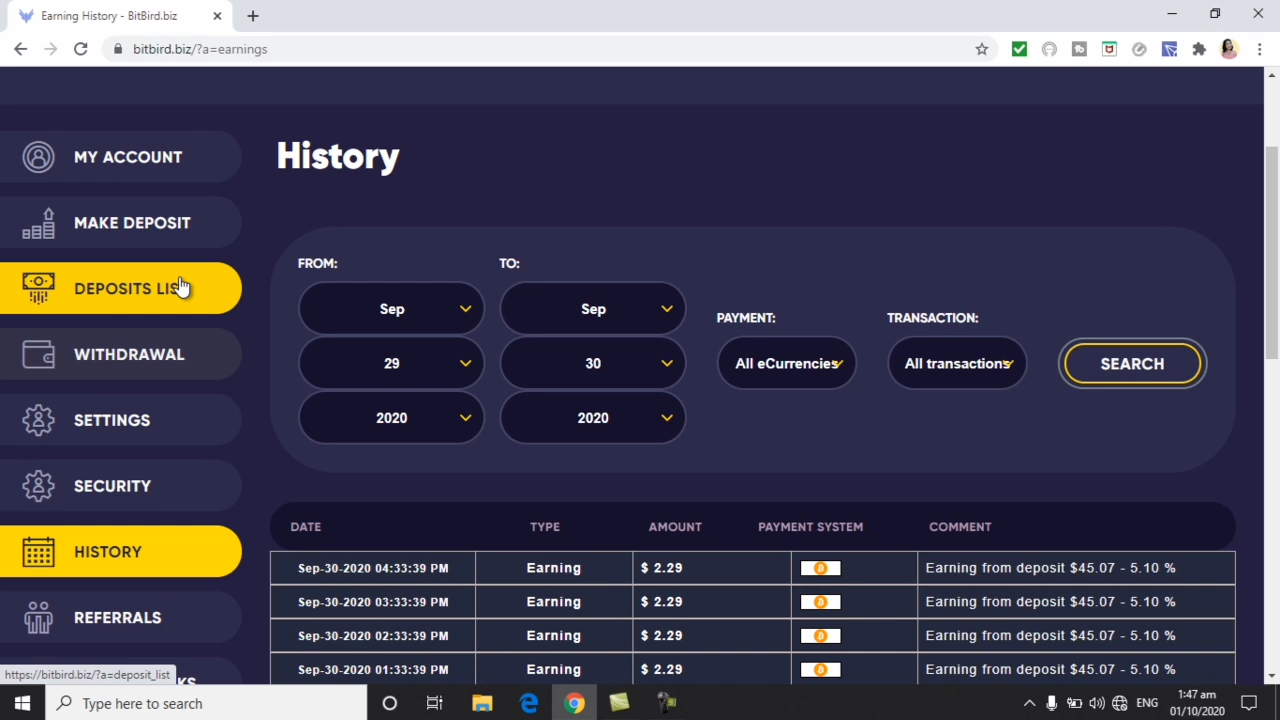 Earning History - BitBird.biz
bitbird.biz/?a=earnings
MY ACCOUNT
MAKE DEPOSIT
DEPOSITS LIS
WITHDRAWAL
SETTINGS
SECURITY
HISTORY
REFERRALS
KS
https://bitbird.biz/?a=deposit_list
History
FROM: TO:
Sep Sep
PAYMENT: TRANSACTION:
29 30 All eCurrencies All transactions SEARCH
2020 2020
DATE TYPE AMOUNT PAYMENT SYSTEM COMMENT
Sep-30-2020 04:33:39 PM Earning $ 2.29 Earning from deposit $45.07 - 5.10 %
Sep-30-2020 03:33:39 PM Earning $ 2.29 Earning from deposit $45.07 - 5.10 %
Sep-30-2020 02:33:39 PM Earning $ 2.29 Earning from deposit $45.07 - 5.10 %
Sep-30-2020 01:33:39 PM Earning $ 2.29 Earning from deposit $45.07 - 5.10 %
Type here to search
ENG
1:47 am
01/10/2020